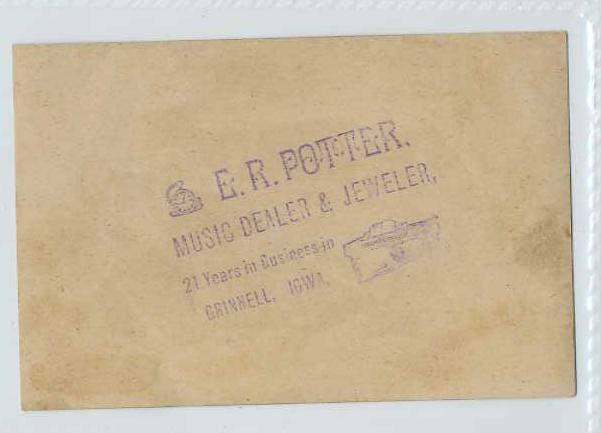 E. R. POTTER.
MUSIC DEALER & JEWELER,
21 Years in Business in
GRINNELL, IOWA.